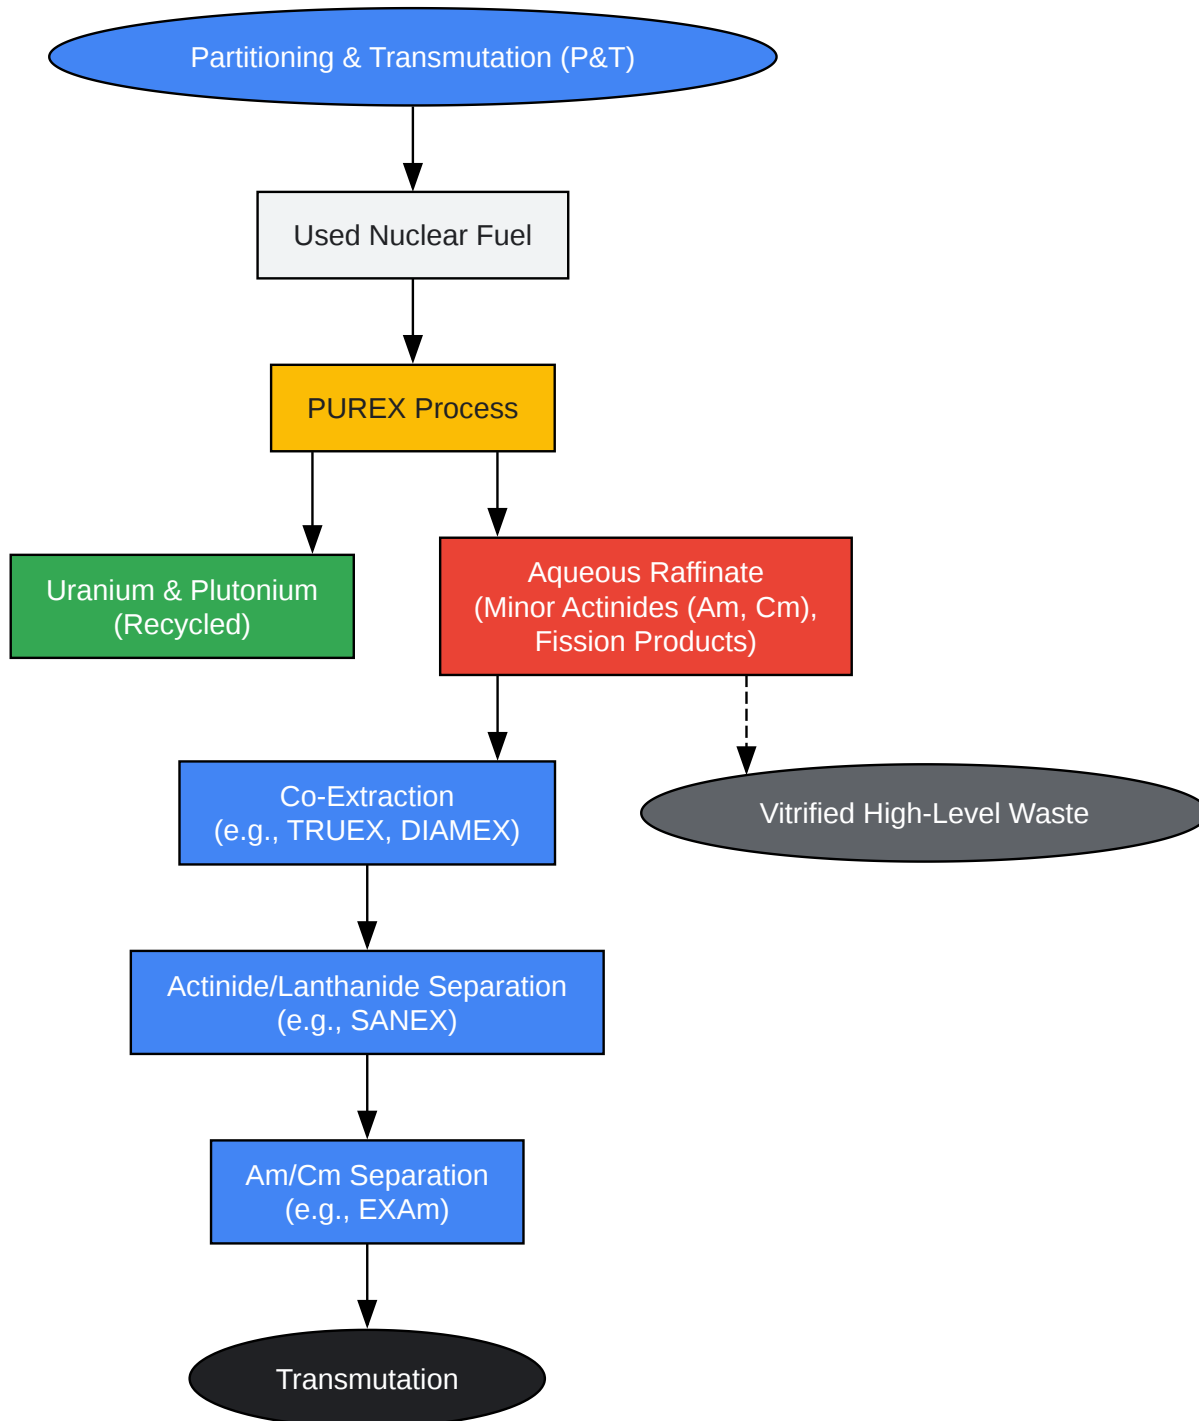 Partitioning & Transmutation (P&T)
Used Nuclear Fuel
PUREX Process
Uranium & Plutonium
(Recycled)
Aqueous Raffinate
(Minor Actinides (Am, Cm),
Fission Products)
Co-Extraction
(e.g., TRUEX, DIAMEX)
Vitrified High-Level Waste
Actinide/Lanthanide Separation
(e.g., SANEX)
Am/Cm Separation
(e.g., EXAm)
Transmutation